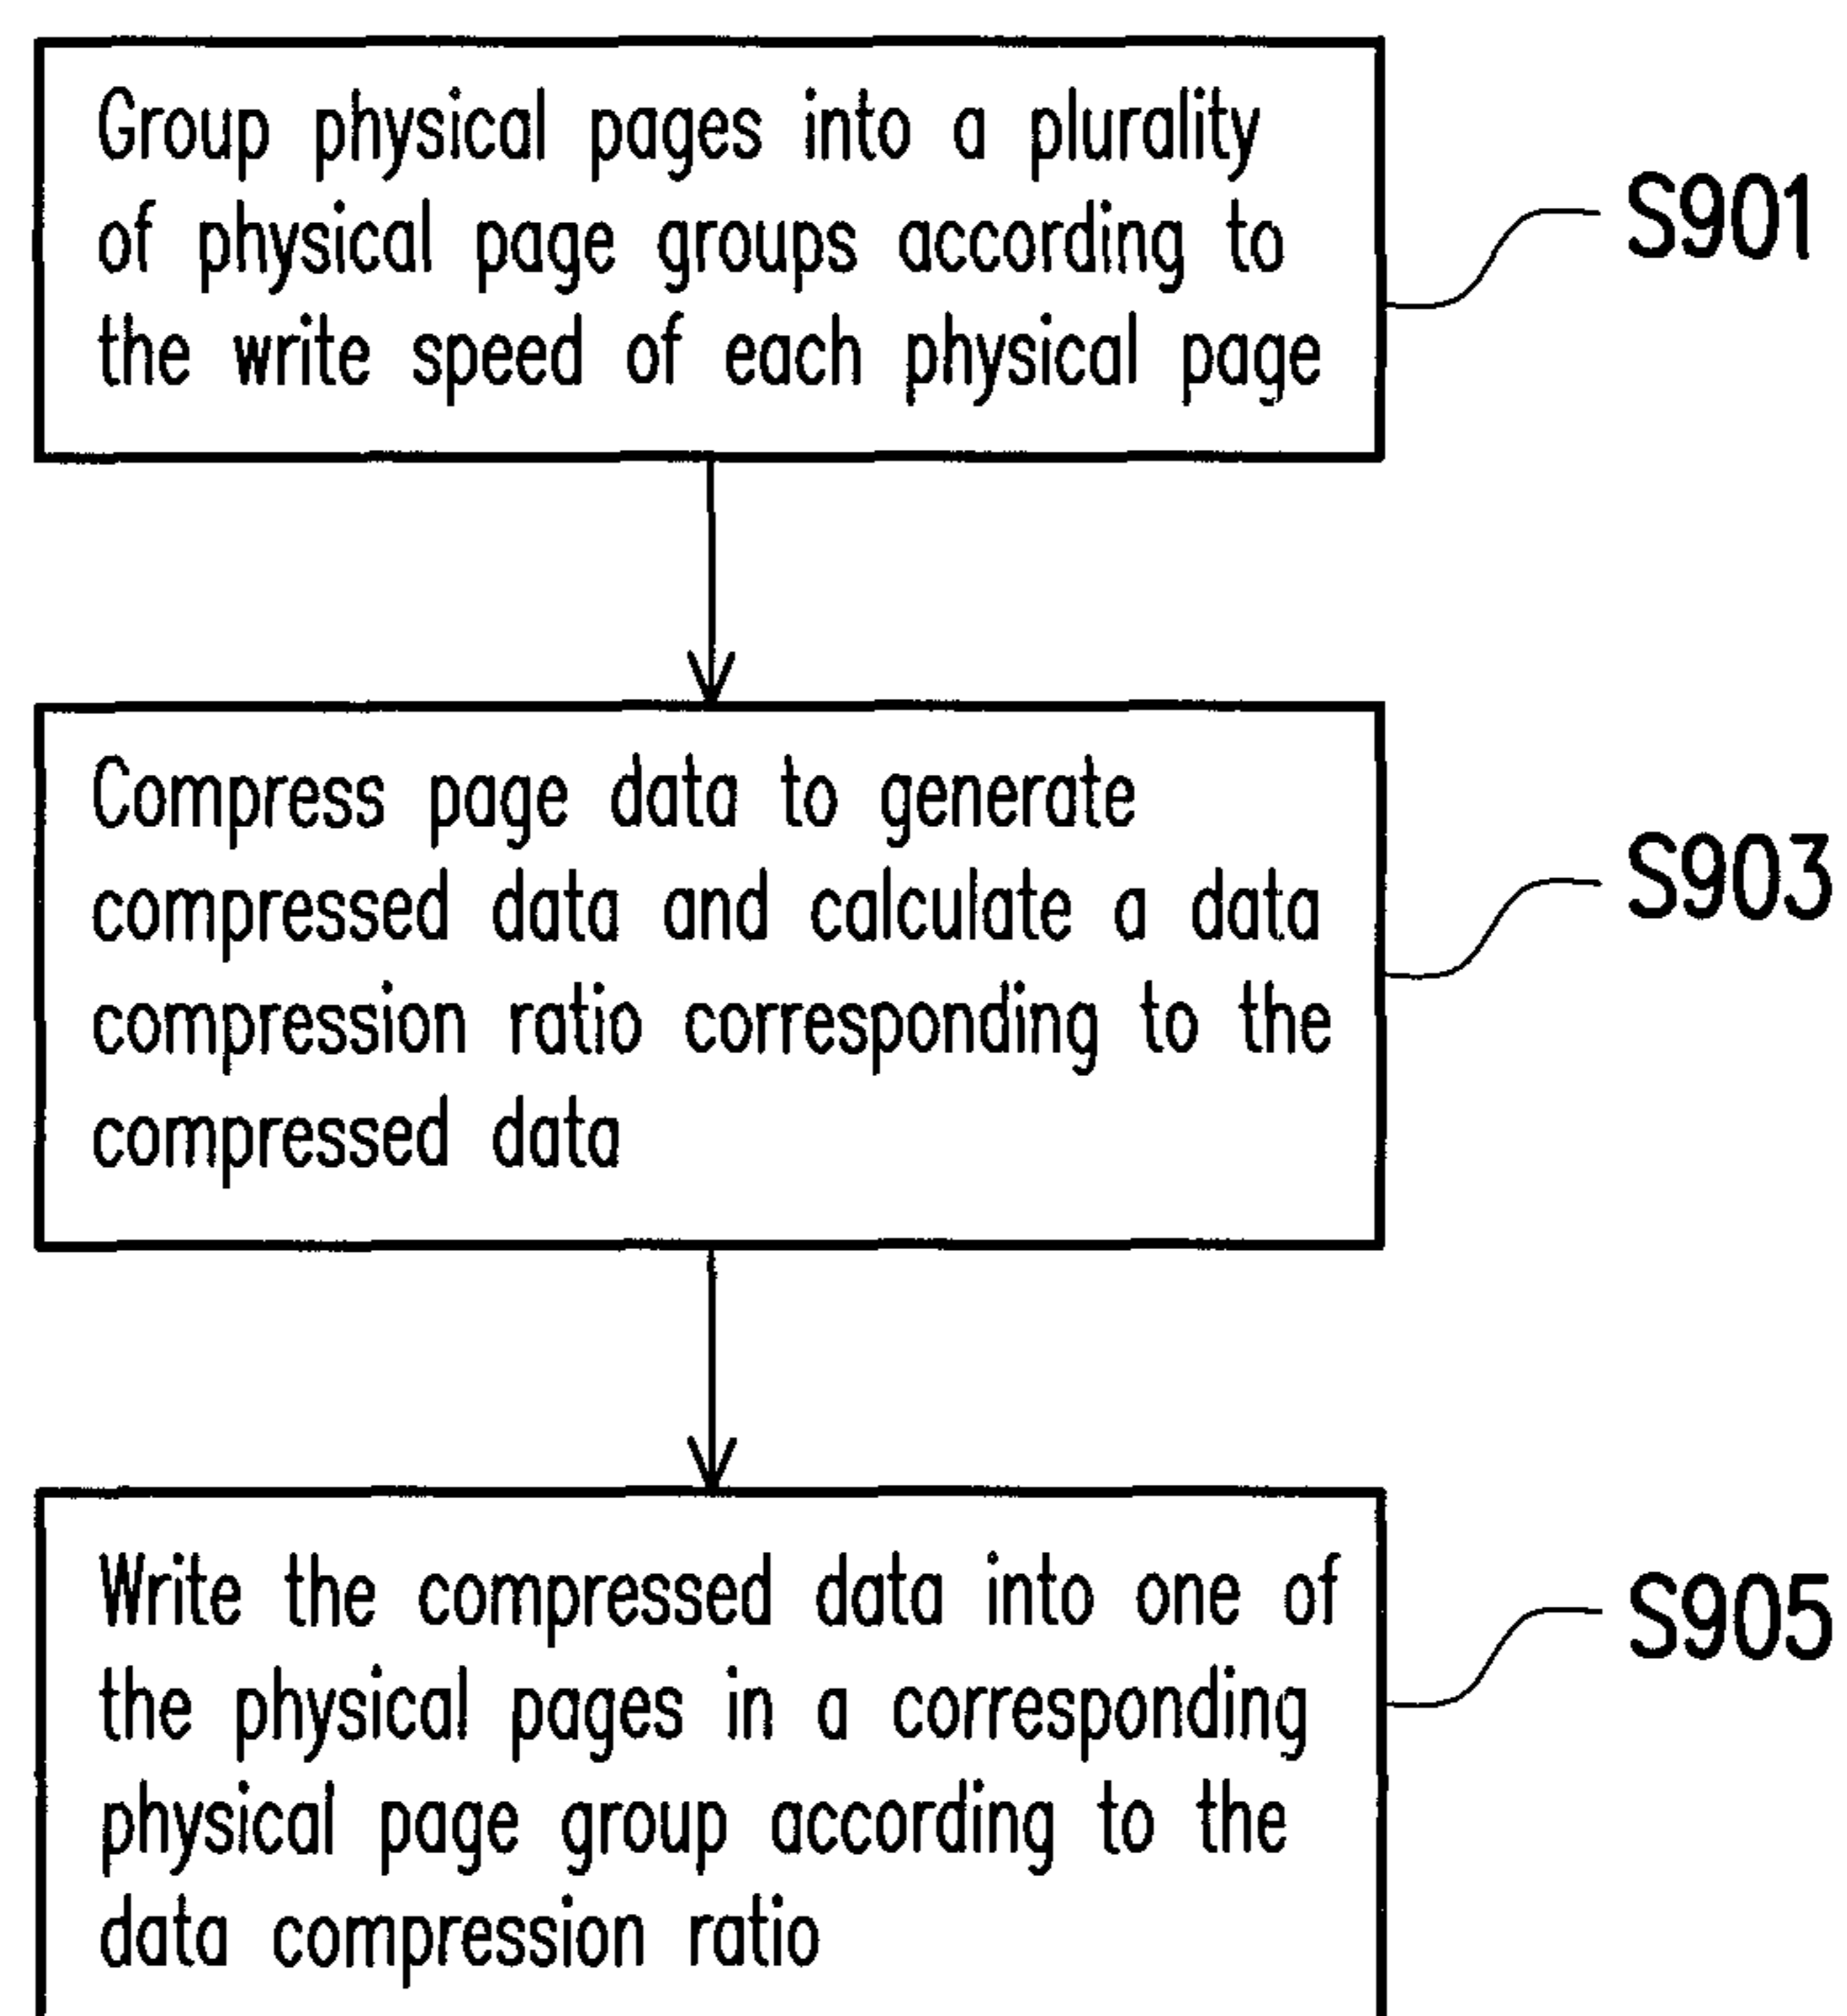 Group physical pages into a plurality
of physical page groups according to
the write speed of each physical page
S901
Compress page data to generate
compressed data and calculate a data
compression ratio corresponding to the
compressed data
S903
Write the compressed data into one of
the physical pages in a corresponding
physical page group according to the
data compression ratio
S905